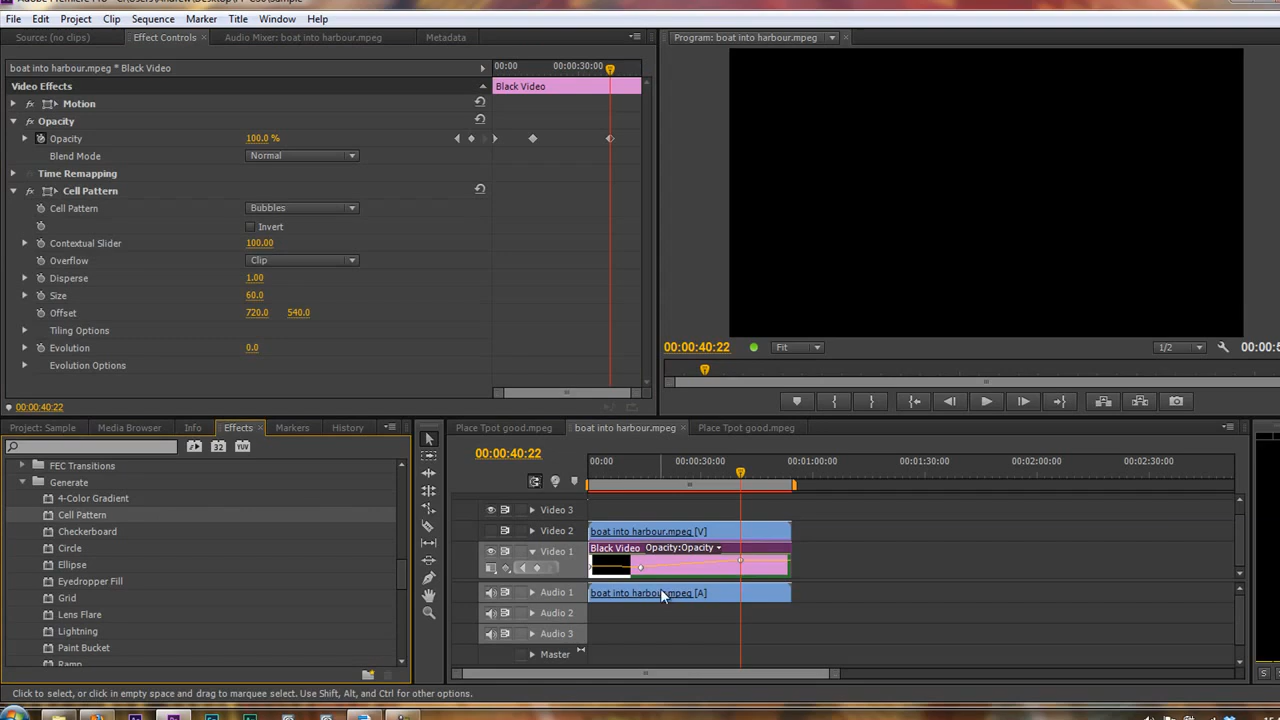 File Edit Project Clip Sequence Marker Title Window Help
Source: (no clips) Effect Controls Audio Mixer: boat into harbour.mpeg Metadata
Program: boat into harbour.mpeg
boat into harbour.mpeg * Black Video
00:00 00:00:30:00
Video Effects
Black Video
Motion
Opacity
Opacity 100.0 %
Blend Mode Normal
Time Remapping
Cell Pattern
Cell Pattern Bubbles
Invert
Contextual Slider 100.00
Overflow Clip
Disperse 1.00
Size 60.0
Offset 720.0 540.0
Tiling Options
Evolution 0.0
Evolution Options
00:00:40:22
00:00:40:22 Fit 1/2
Project: Sample Media Browser Info Effects Markers History
32 YUV
FEC Transitions
Generate
4-Color Gradient
Cell Pattern
Checkerboard
Circle
Ellipse
Eyedropper Fill
Grid
Lens Flare
Lightning
Paint Bucket
Ramp
Place Tpot good.mpeg boat into harbour.mpeg Place Tpot good.mpeg
00:00:40:22
00:00 00:00:30:00 00:01:00:00 00:01:30:00 00:02:00:00 00:02:30:00
Video 3
Video 2 boat into harbour.mpeg [V]
Video 1 Black Video Opacity:Opacity
Audio 1 boat into harbour.mpeg [A]
Audio 2
Audio 3
Master
Click to select, or click in empty space and drag to marquee select. Use Shift, Alt, and Ctrl for other options.